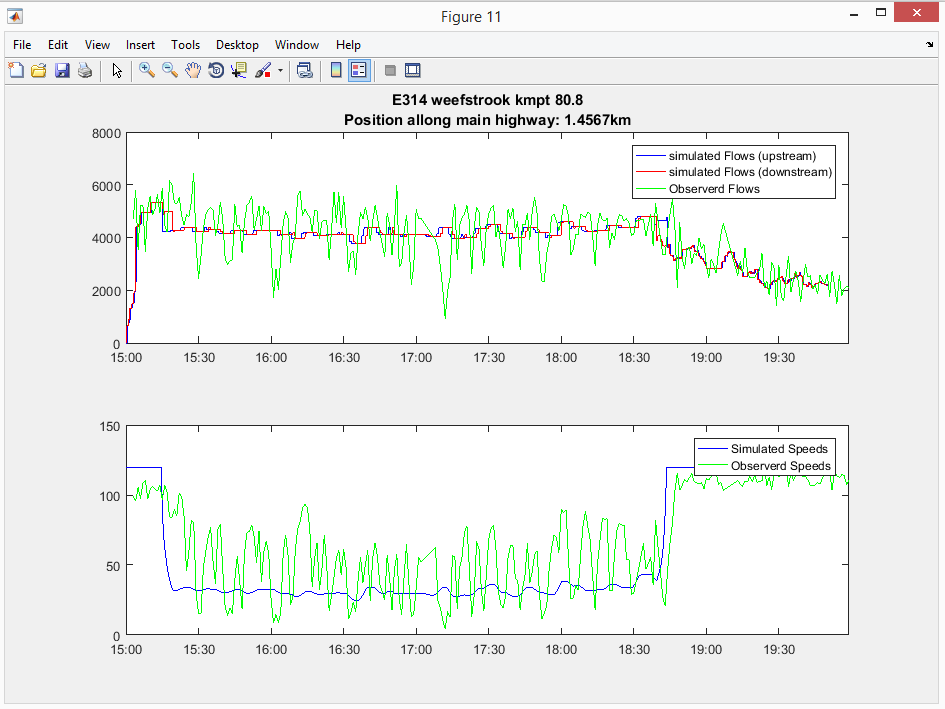 Figure 11
File Edit View Insert Tools Desktop Window Help
E314 weefstrook kmpt 80.8
Position allong main highway: 1.4567km
8000
6000
4000
2000
0
simulated Flows (upstream)
simulated Flows (downstream)
Observerd Flows
15:00 15:30 16:00 16:30 17:00 17:30 18:00 18:30 19:00 19:30
150
100
50
0
Simulated Speeds
Observerd Speeds
15:00 15:30 16:00 16:30 17:00 17:30 18:00 18:30 19:00 19:30